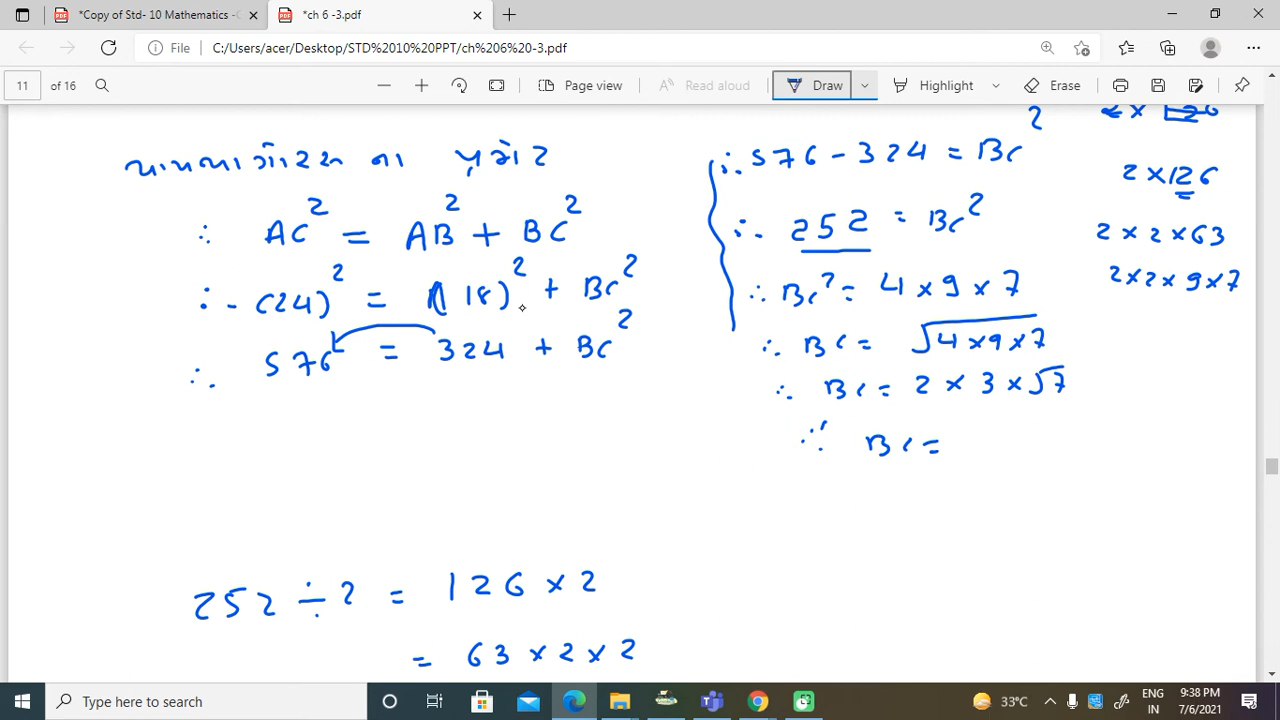 *Copy of Std- 10 Mathematics -
*ch 6 -3.pdf
File C:/Users/acer/Desktop/STD%2010%20PPT/ch%206%20-3.pdf
11 of 16 Page view Read aloud Draw Highlight Erase
ના
∴ AC² = AB² + BC²
∴ (24)² = (18)² + BC²
∴ 576 = 324 + BC²
252 ÷ 2 = 126 × 2
= 63 × 2 × 2
∴ 576 - 324 = BC²
∴ 252 = BC²
∴ BC² = 4 × 9 × 7
∴ BC = √4×9×7
∴ BC = 2 × 3 × √7
∴ BC =
2 × 126
2 × 2 × 63
2 × 2 × 9 × 7
Type here to search
33°C
ENG
IN
9:38 PM
7/6/2021